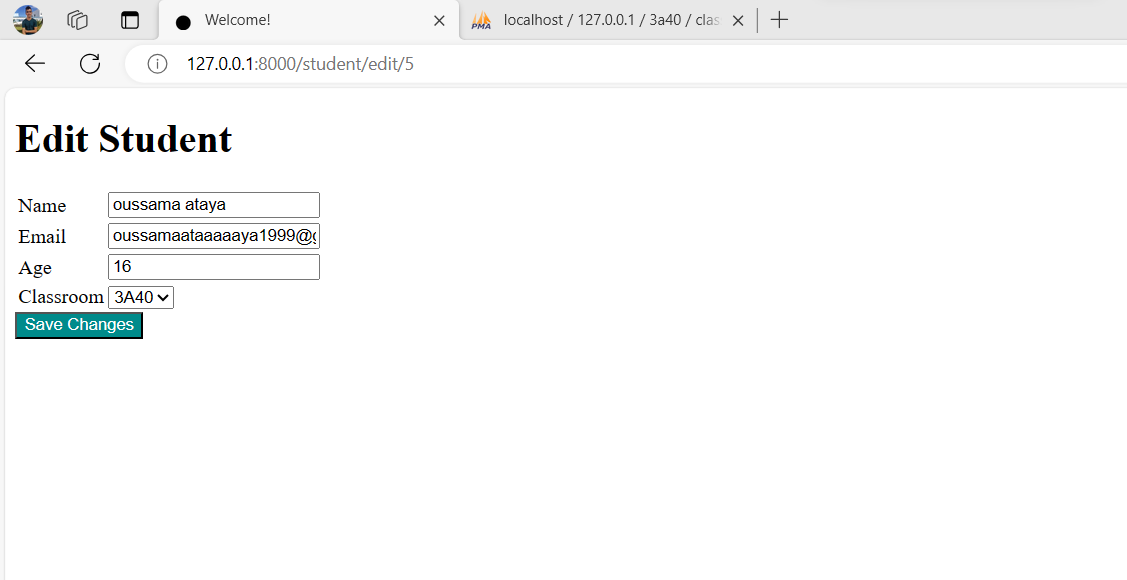 Welcome!
PMA
localhost / 127.0.0.1 / 3a40 / clas
127.0.0.1:8000/student/edit/5
Edit Student
Name oussama ataya
Email oussamaataaaaaya1999@g
Age 16
Classroom 3A40
Save Changes